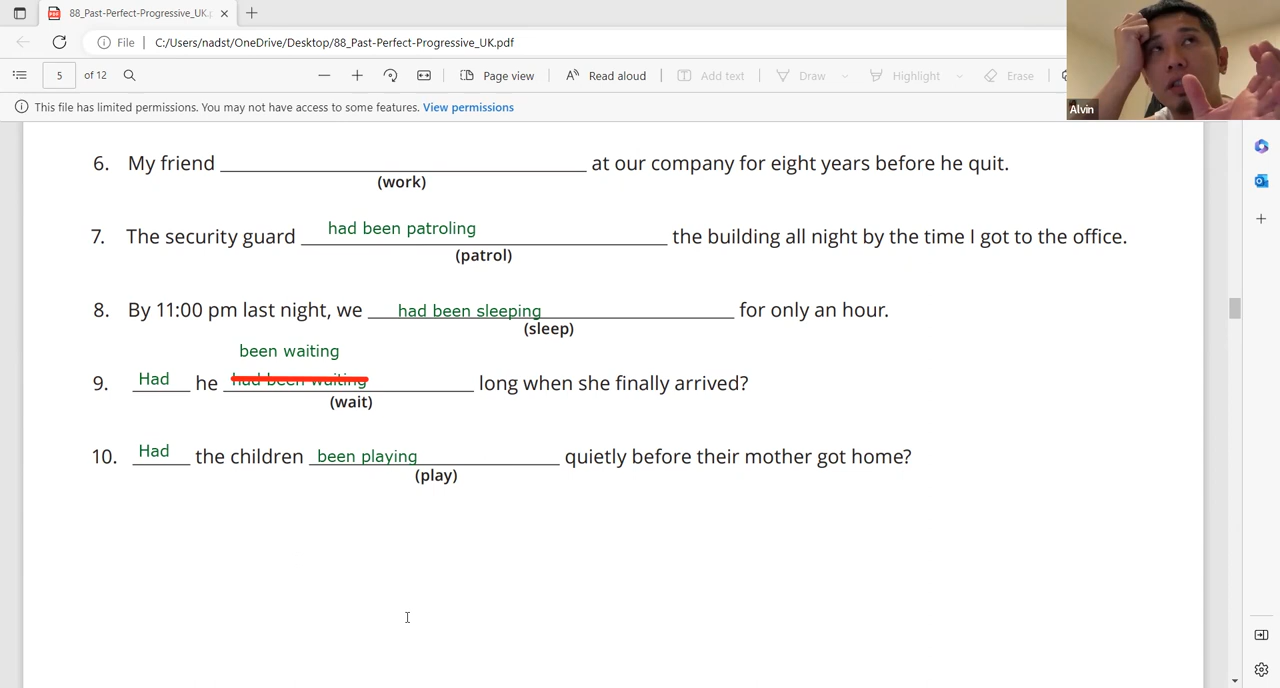 88_Past-Perfect-Progressive_UK.p
File C:/Users/nadst/OneDrive/Desktop/88_Past-Perfect-Progressive_UK.pdf
5 of 12 Page view Read aloud Add text Draw Highlight Erase
This file has limited permissions. You may not have access to some features. View permissions
Alvin
6. My friend at our company for eight years before he quit.
(work)
had been patroling
7. The security guard the building all night by the time I got to the office.
(patrol)
8. By 11:00 pm last night, we had been sleeping for only an hour.
(sleep)
been waiting
9. Had he had been waiting long when she finally arrived?
(wait)
10. Had the children been playing quietly before their mother got home?
(play)